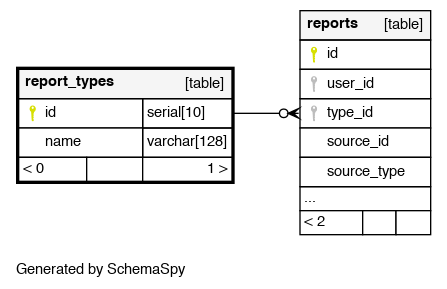 report_types [table]
id serial[10]
name varchar[128]
< 0 1 >
reports [table]
id
user_id
type_id
source_id
source_type
...
< 2
Generated by SchemaSpy